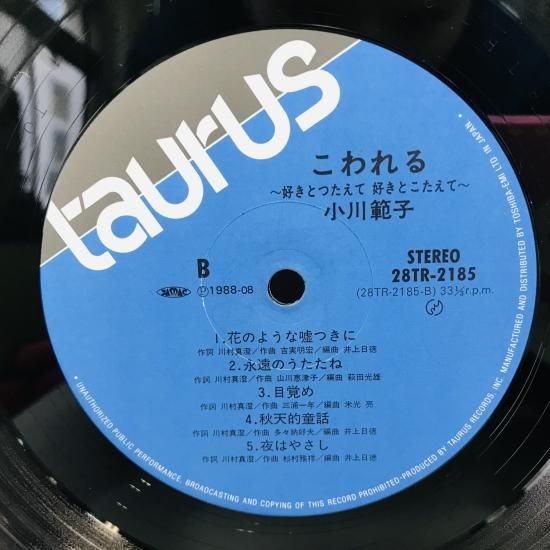 taurus
こわれる
〜好きとつたえて 好きとこたえて〜
小川範子
B
STEREO
28TR-2185
Ⓟ1988·08
(28TR-2185-B) 33⅓r.p.m.
1.花のような嘘つきに
作詞 川村真澄/作曲 吉実明宏/編曲 井上日徳
2.永遠のうたたね
作詞 川村真澄/作曲 山川恵津子/編曲 萩田光雄
3.目覚め
作詞 川村真澄/作曲 三浦一年/編曲 米光 亮
4.秋天的童話
作詞 川村真澄/作曲 多々納好夫/編曲 井上日徳
5.夜はやさし
作詞 川村真澄/作曲 杉村雅祥/編曲 井上日徳
• UNAUTHORIZED PUBLIC PERFORMANCE, BROADCASTING AND COPYING OF THIS RECORD PROHIBITED • PRODUCED BY TAURUS RECORDS, INC. MANUFACTURED AND DISTRIBUTED BY TOSHIBA-EMI LTD IN JAPAN. •